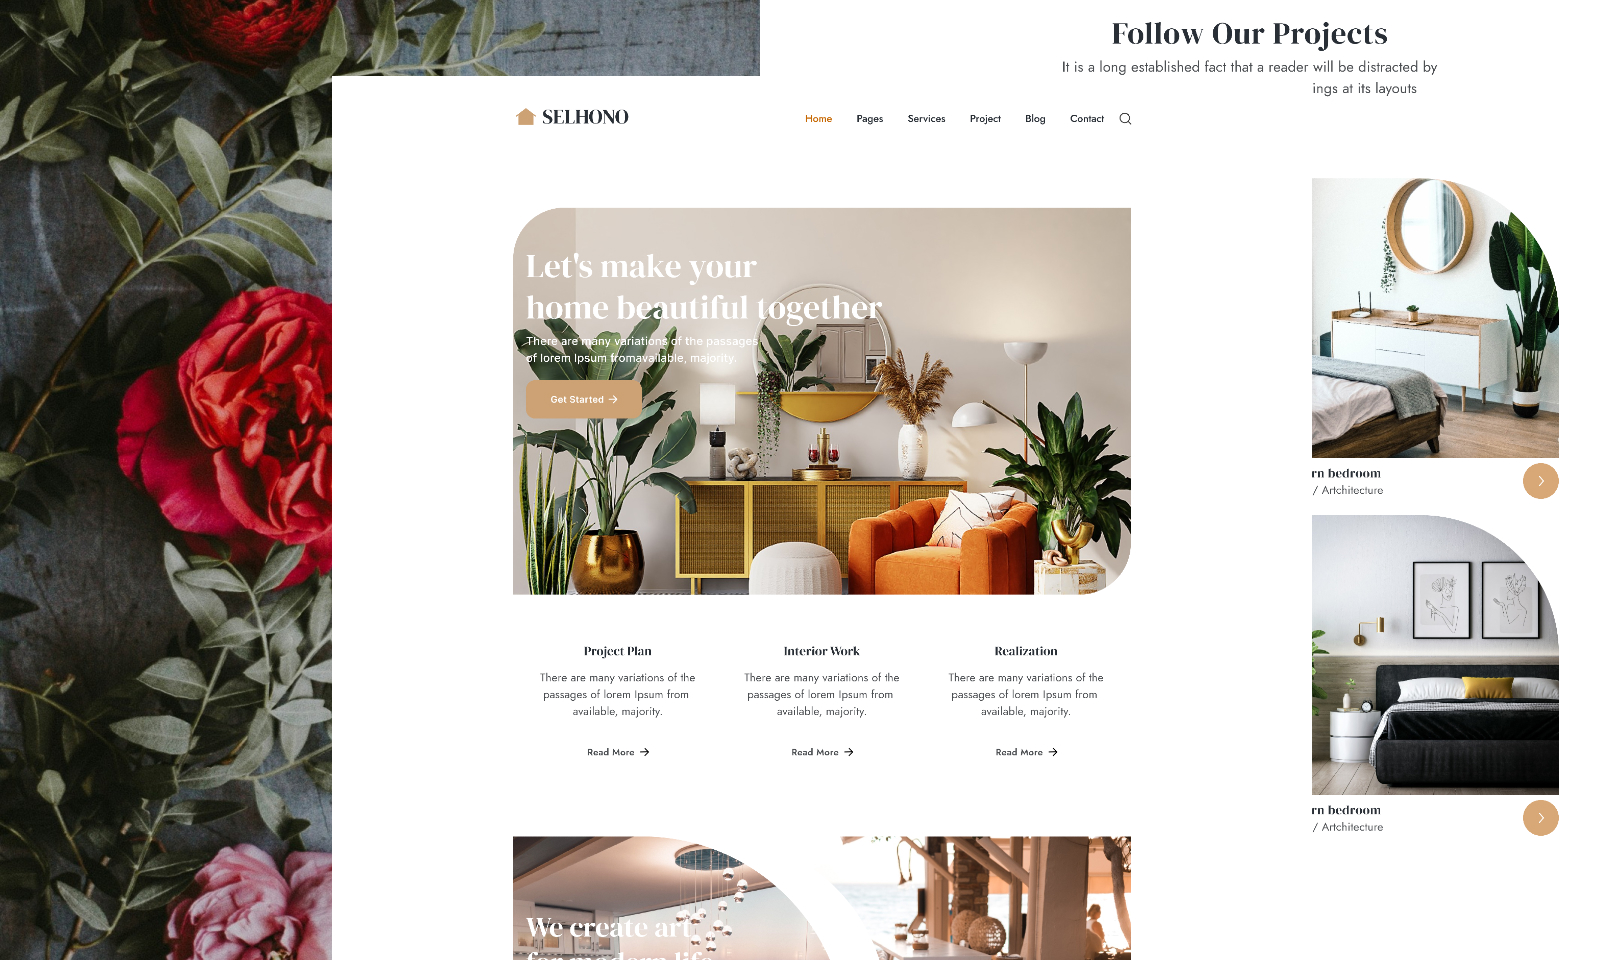 Follow Our Projects
It is a long established fact that a reader will be distracted by
ings at its layouts
SELHONO
Home Pages Services Project Blog Contact
Let's make your
home beautiful together
There are many variations of the passages
of lorem Ipsum fromavailable, majority.
Get Started
rn bedroom
/ Artchitecture
Project Plan
There are many variations of the
passages of lorem Ipsum from
available, majority.
Read More
Interior Work
There are many variations of the
passages of lorem Ipsum from
available, majority.
Read More
Realization
There are many variations of the
passages of lorem Ipsum from
available, majority.
Read More
rn bedroom
/ Artchitecture
We create art
for modern life